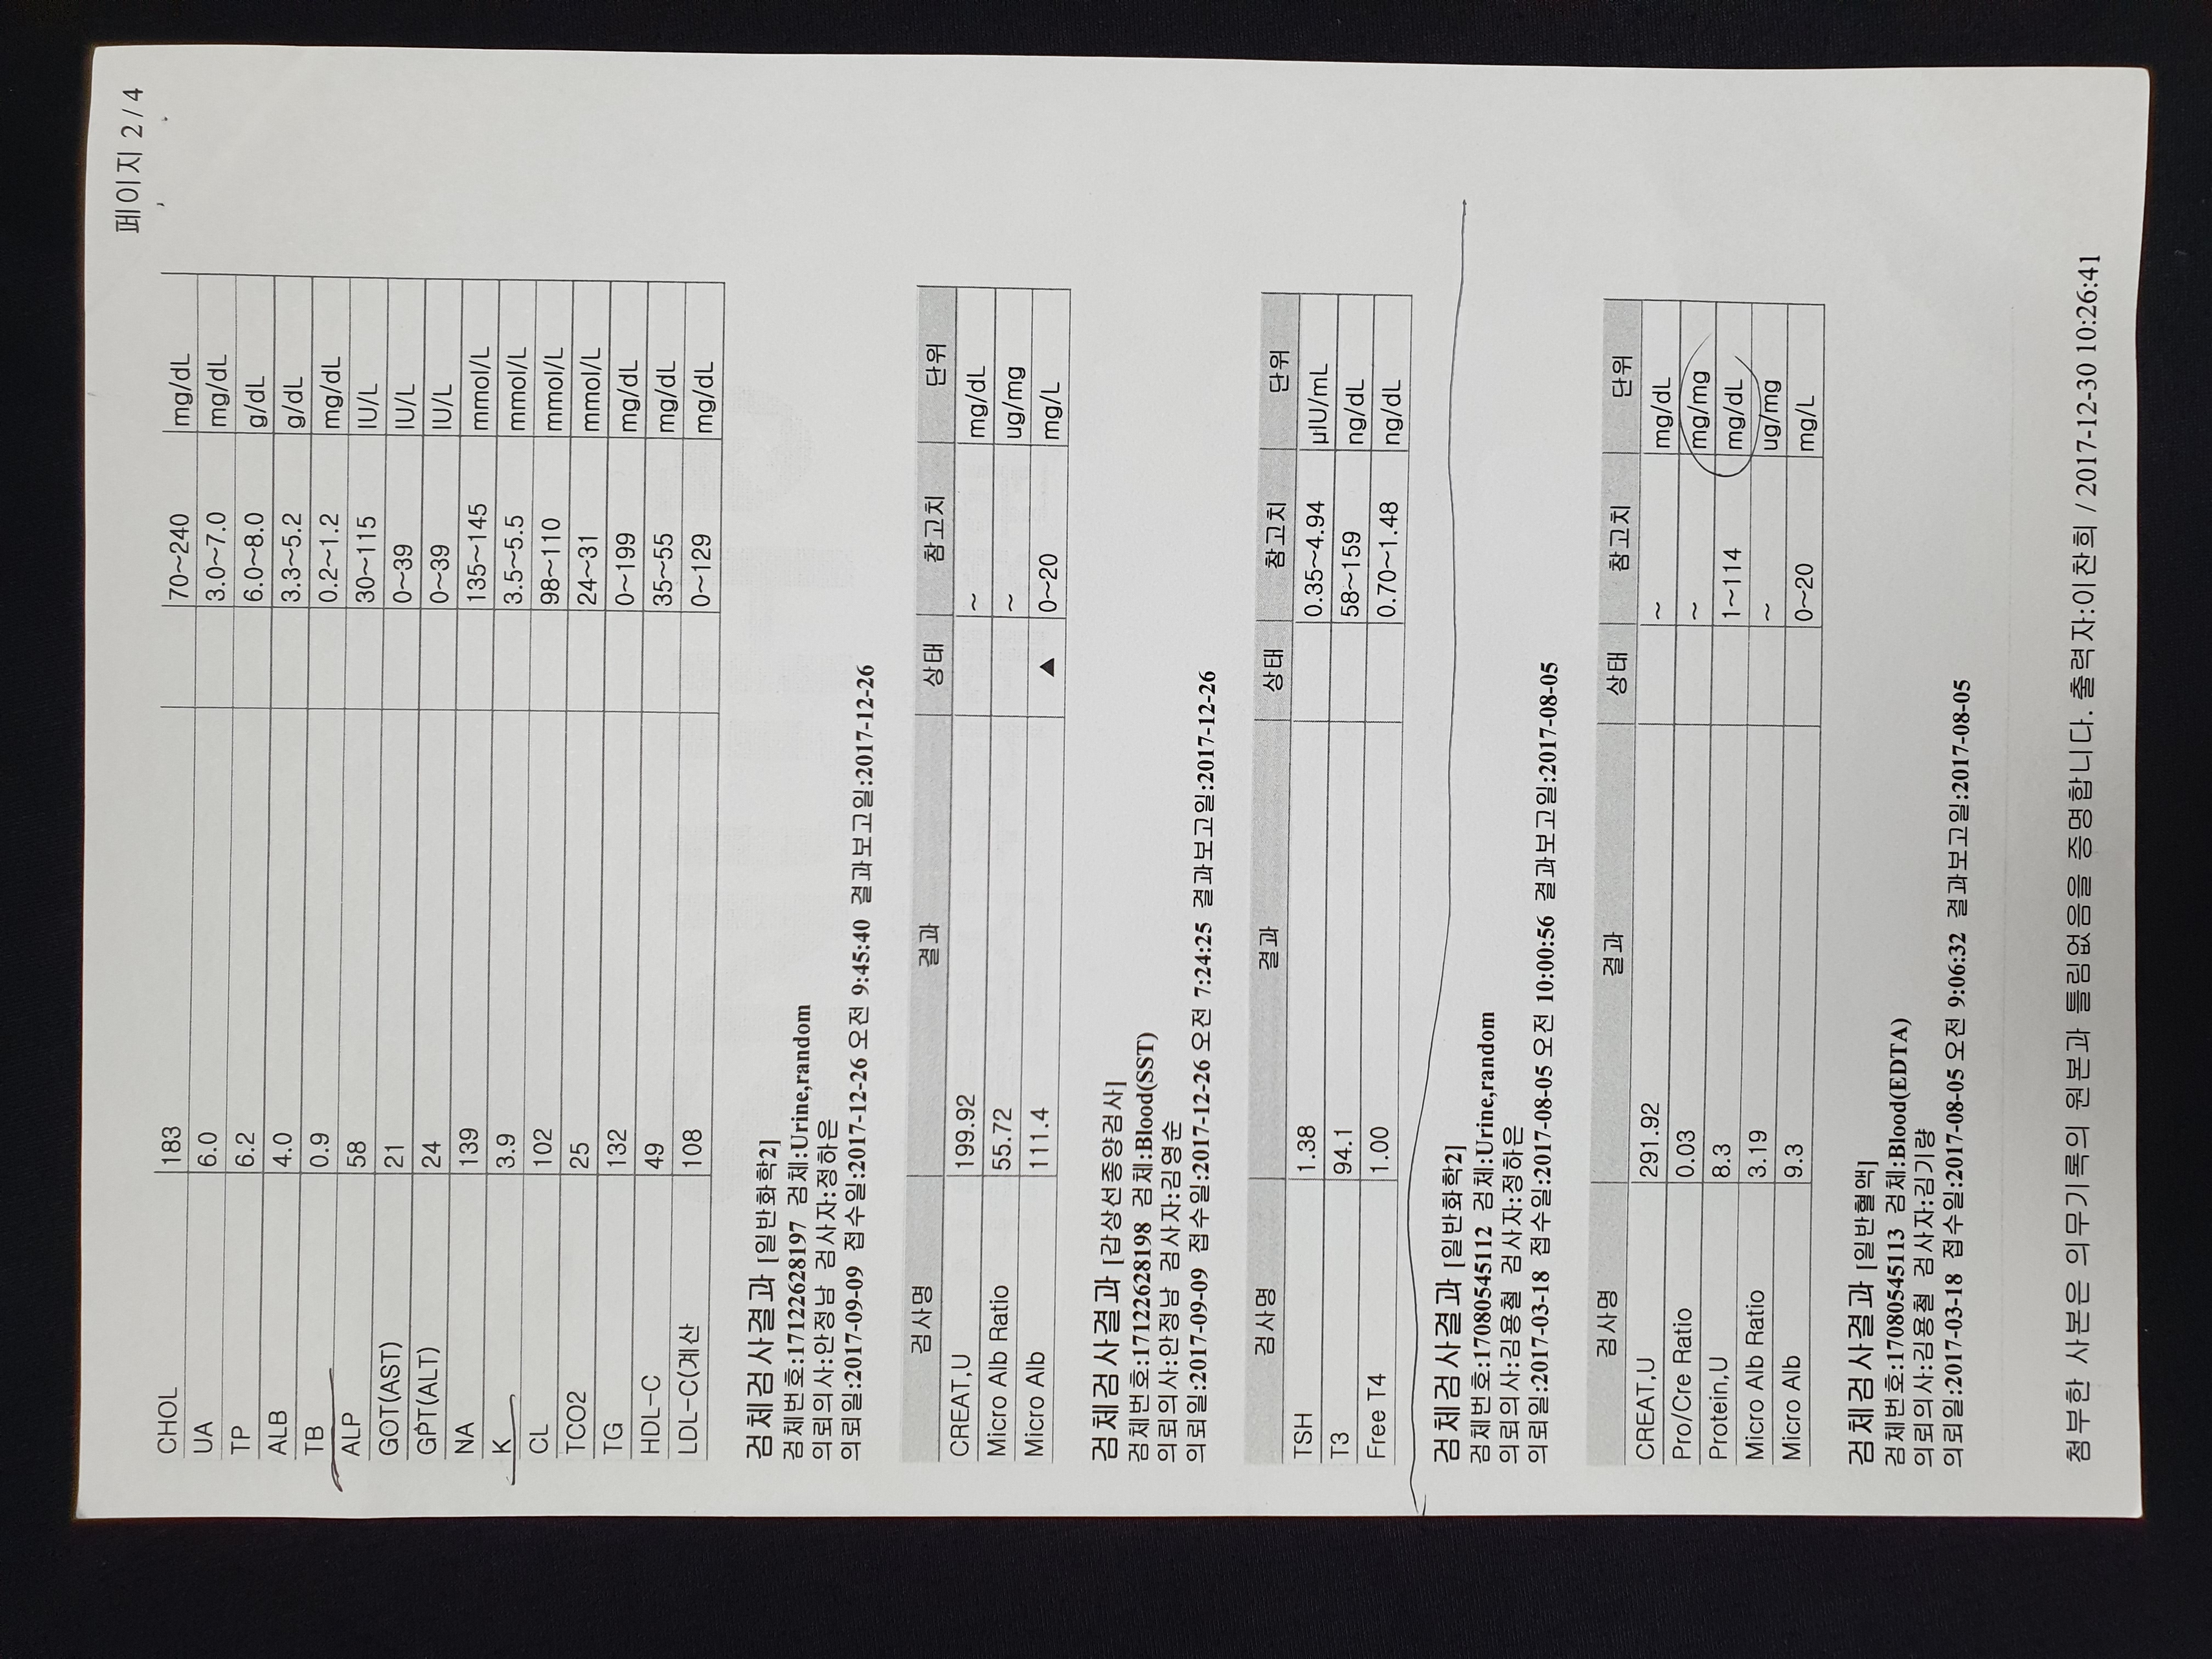 페이지 2 / 4
CHOL 183 70~240 mg/dL
UA 6.0 3.0~7.0 mg/dL
TP 6.2 6.0~8.0 g/dL
ALB 4.0 3.3~5.2 g/dL
TB 0.9 0.2~1.2 mg/dL
ALP 58 30~115 IU/L
GOT(AST) 21 0~39 IU/L
GPT(ALT) 24 0~39 IU/L
NA 139 135~145 mmol/L
K 3.9 3.5~5.5 mmol/L
CL 102 98~110 mmol/L
TCO2 25 24~31 mmol/L
TG 132 0~199 mg/dL
HDL-C 49 35~55 mg/dL
LDL-C(계산 108 0~129 mg/dL
검체검사결과 [일반화학2]
검체번호:17122628197 검체:Urine,random
의뢰의사:안정남 검사자:정하은
의뢰일:2017-09-09 접수일:2017-12-26 오전 9:45:40 결과보고일:2017-12-26
검사명 결과 상태 참고치 단위
CREAT,U 199.92 ~ mg/dL
Micro Alb Ratio 55.72 ~ ug/mg
Micro Alb 111.4 ▲ 0~20 mg/L
검체검사결과 [갑상선종양검사]
검체번호:17122628198 검체:Blood(SST)
의뢰의사:안정남 검사자:김영순
의뢰일:2017-09-09 접수일:2017-12-26 오전 7:24:25 결과보고일:2017-12-26
검사명 결과 상태 참고치 단위
TSH 1.38 0.35~4.94 µIU/mL
T3 94.1 58~159 ng/dL
Free T4 1.00 0.70~1.48 ng/dL
검체검사결과 [일반화학2]
검체번호:17080545112 검체:Urine,random
의뢰의사:김용철 검사자:정하은
의뢰일:2017-03-18 접수일:2017-08-05 오전 10:00:56 결과보고일:2017-08-05
검사명 결과 상태 참고치 단위
CREAT,U 291.92 ~ mg/dL
Pro/Cre Ratio 0.03 ~ mg/mg
Protein,U 8.3 1~114 mg/dL
Micro Alb Ratio 3.19 ~ ug/mg
Micro Alb 9.3 0~20 mg/L
검체검사결과 [일반혈액]
검체번호:17080545113 검체:Blood(EDTA)
의뢰의사:김용철 검사자:김기량
의뢰일:2017-03-18 접수일:2017-08-05 오전 9:06:32 결과보고일:2017-08-05
첨부한 사본은 의무기록의 원본과 틀림없음을 증명합니다. 출력자:이찬희 / 2017-12-30 10:26:41